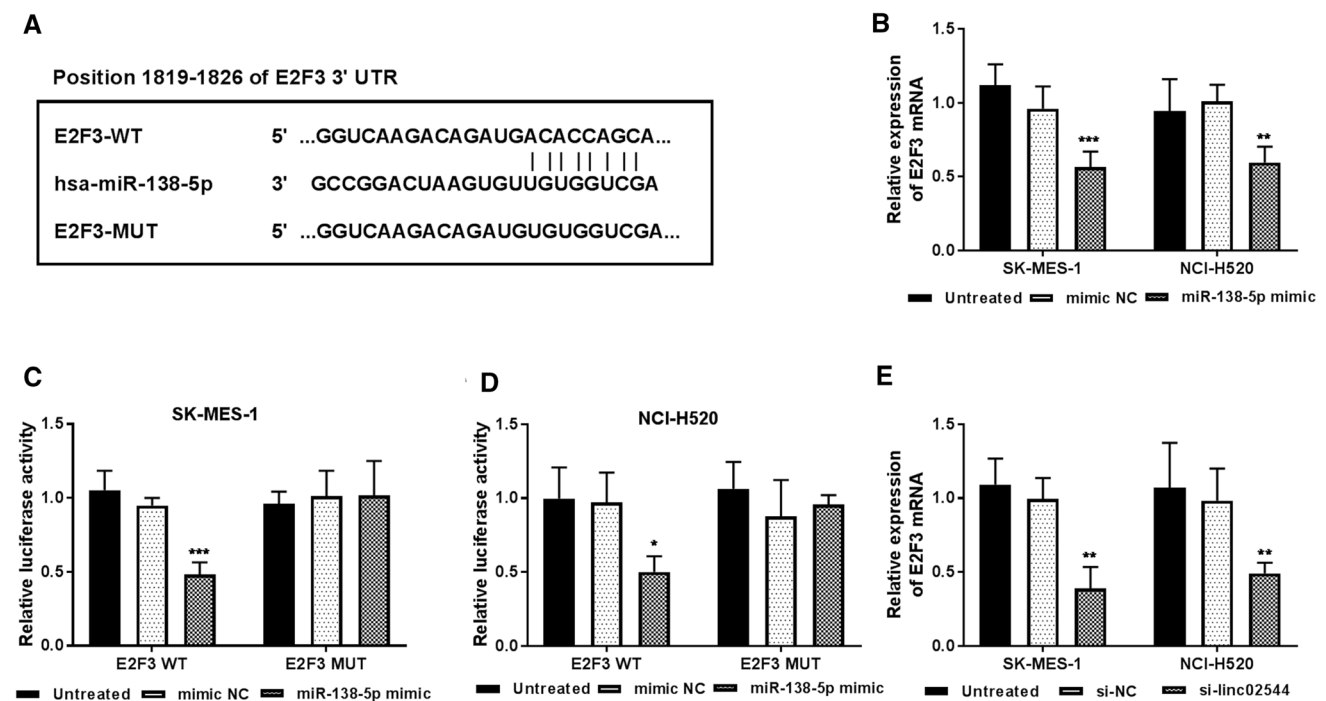 A
Position 1819-1826 of E2F3 3' UTR
E2F3-WT 5' ...GGUCAAGACAGAUGACACCAGCA...
hsa-miR-138-5p 3' GCCGGACUAAGUGUUGUGGUCGA
E2F3-MUT 5' ...GGUCAAGACAGAUGUGUGGUCGA...
B
Relative expression
of E2F3 mRNA
1.5
1.0
0.5
0.0
***
**
SK-MES-1 NCI-H520
Untreated mimic NC miR-138-5p mimic
C
SK-MES-1
Relative luciferase activity
1.5
1.0
0.5
0.0
***
E2F3 WT E2F3 MUT
Untreated mimic NC miR-138-5p mimic
D
NCI-H520
Relative luciferase activity
1.5
1.0
0.5
0.0
*
E2F3 WT E2F3 MUT
Untreated mimic NC miR-138-5p mimic
E
Relative expression
of E2F3 mRNA
1.5
1.0
0.5
0.0
**
**
SK-MES-1 NCI-H520
Untreated si-NC si-linc02544